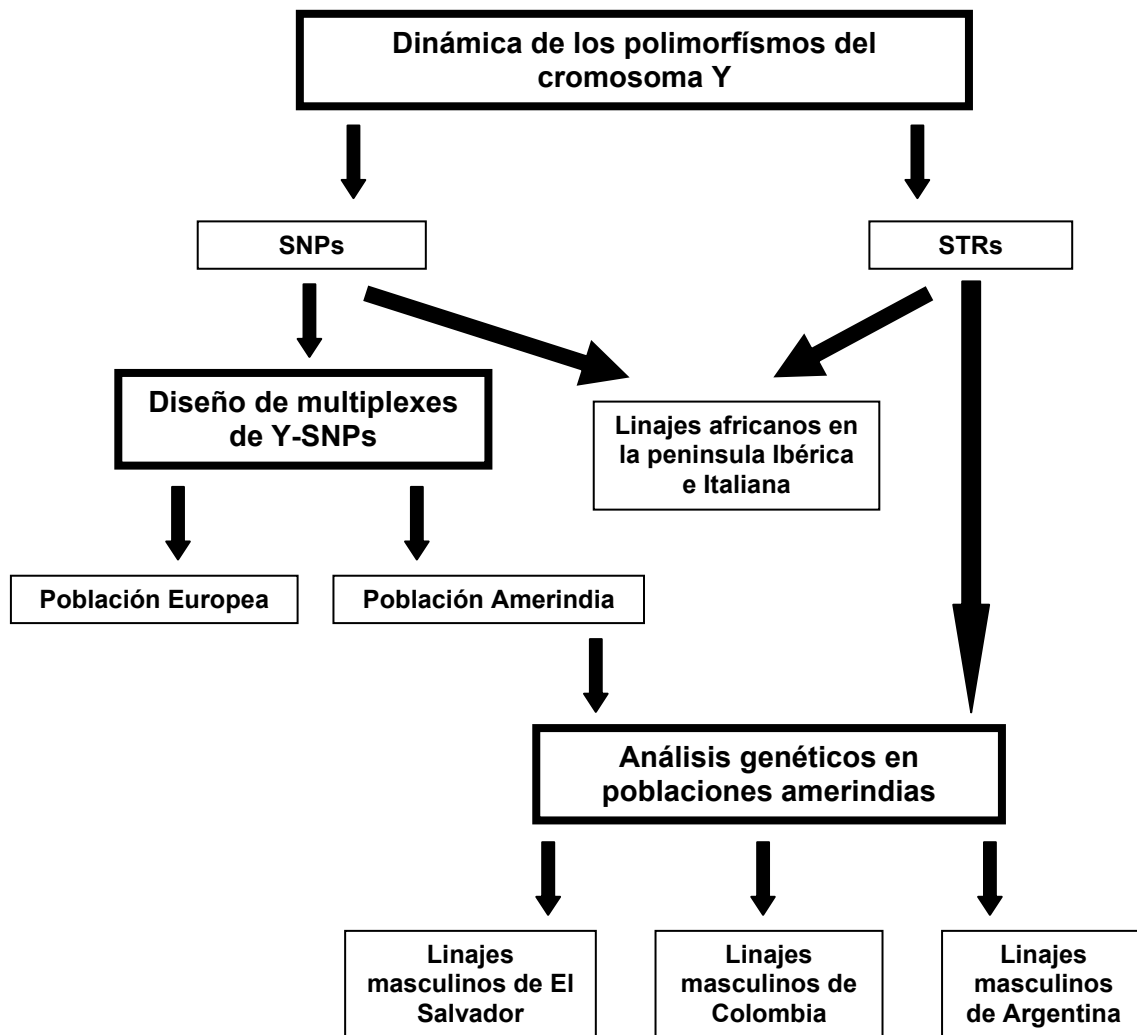 Dinámica de los polimorfísmos del
cromosoma Y
SNPs
STRs
Diseño de multiplexes
de Y-SNPs
Linajes africanos en
la peninsula Ibérica
e Italiana
Población Europea
Población Amerindia
Análisis genéticos en
poblaciones amerindias
Linajes
masculinos de El
Salvador
Linajes
masculinos de
Colombia
Linajes
masculinos
de Argentina